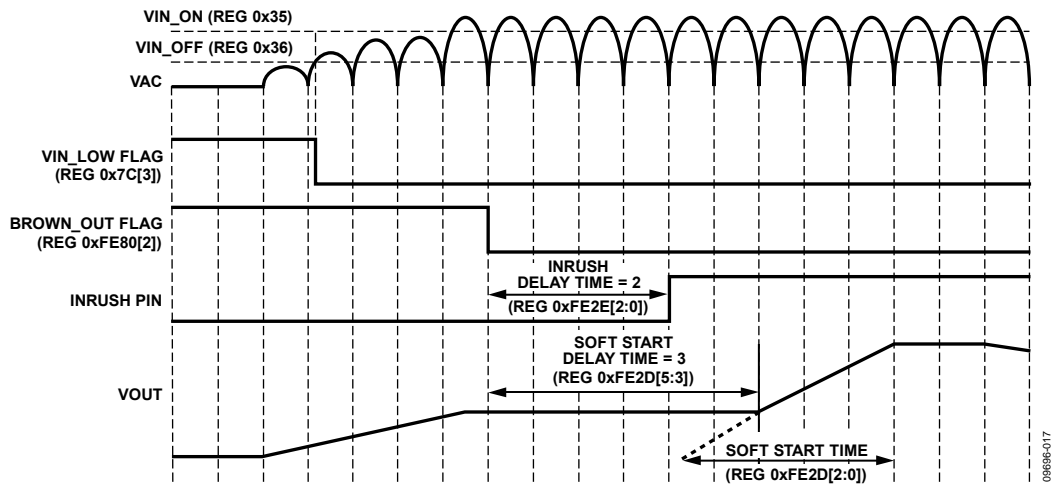 VIN_ON (REG 0x35)
VIN_OFF (REG 0x36)
VAC
VIN_LOW FLAG
(REG 0x7C[3])
BROWN_OUT FLAG
(REG 0xFE80[2])
INRUSH
DELAY TIME = 2
(REG 0xFE2E[2:0])
INRUSH PIN
SOFT START
DELAY TIME = 3
(REG 0xFE2D[5:3])
VOUT
SOFT START TIME
(REG 0xFE2D[2:0])
09696-017